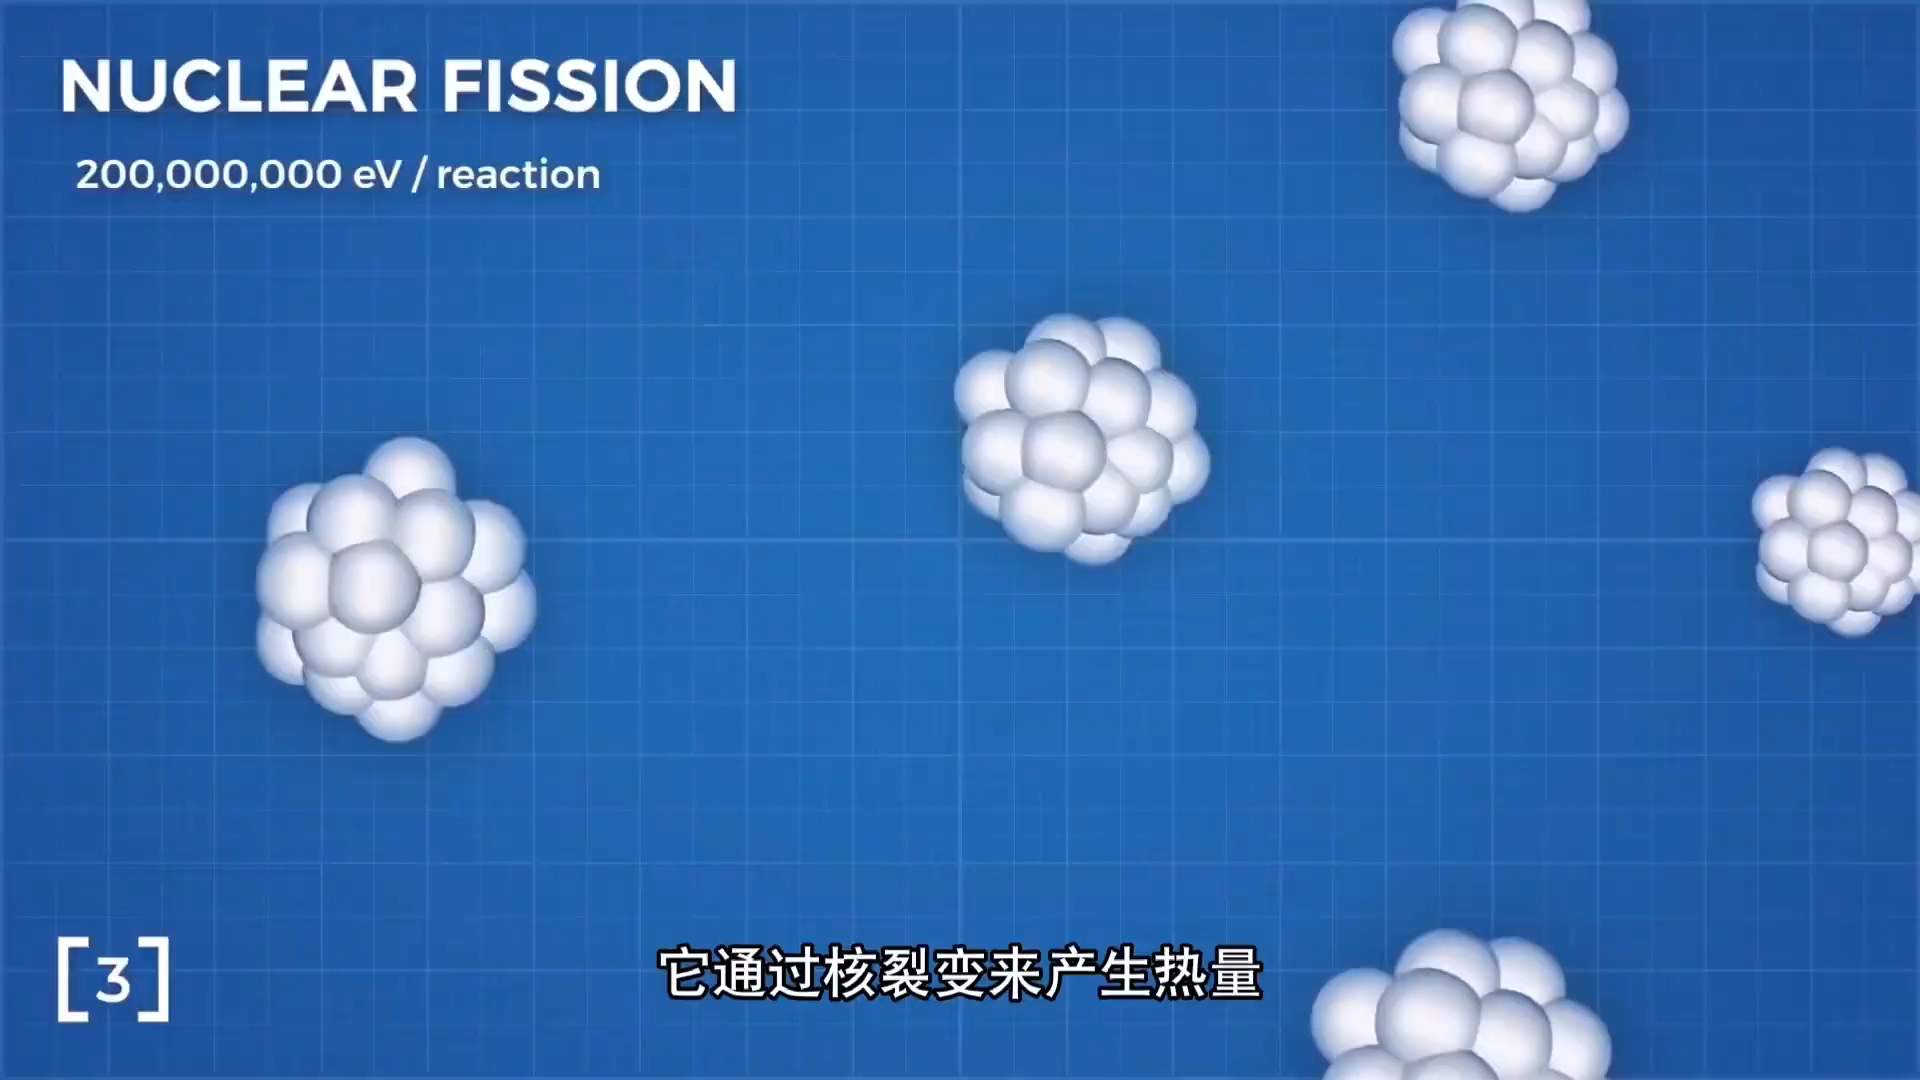 NUCLEAR FISSION
200,000,000 eV / reaction
[3]
它通过核裂变来产生热量